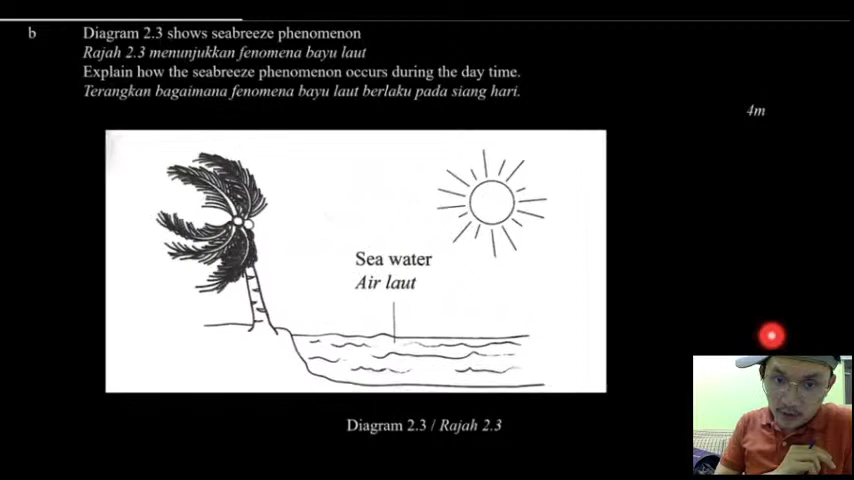 b Diagram 2.3 shows seabreeze phenomenon
Rajah 2.3 menunjukkan fenomena bayu laut
Explain how the seabreeze phenomenon occurs during the day time.
Terangkan bagaimana fenomena bayu laut berlaku pada siang hari.
4m
Sea water
Air laut
Diagram 2.3 / Rajah 2.3